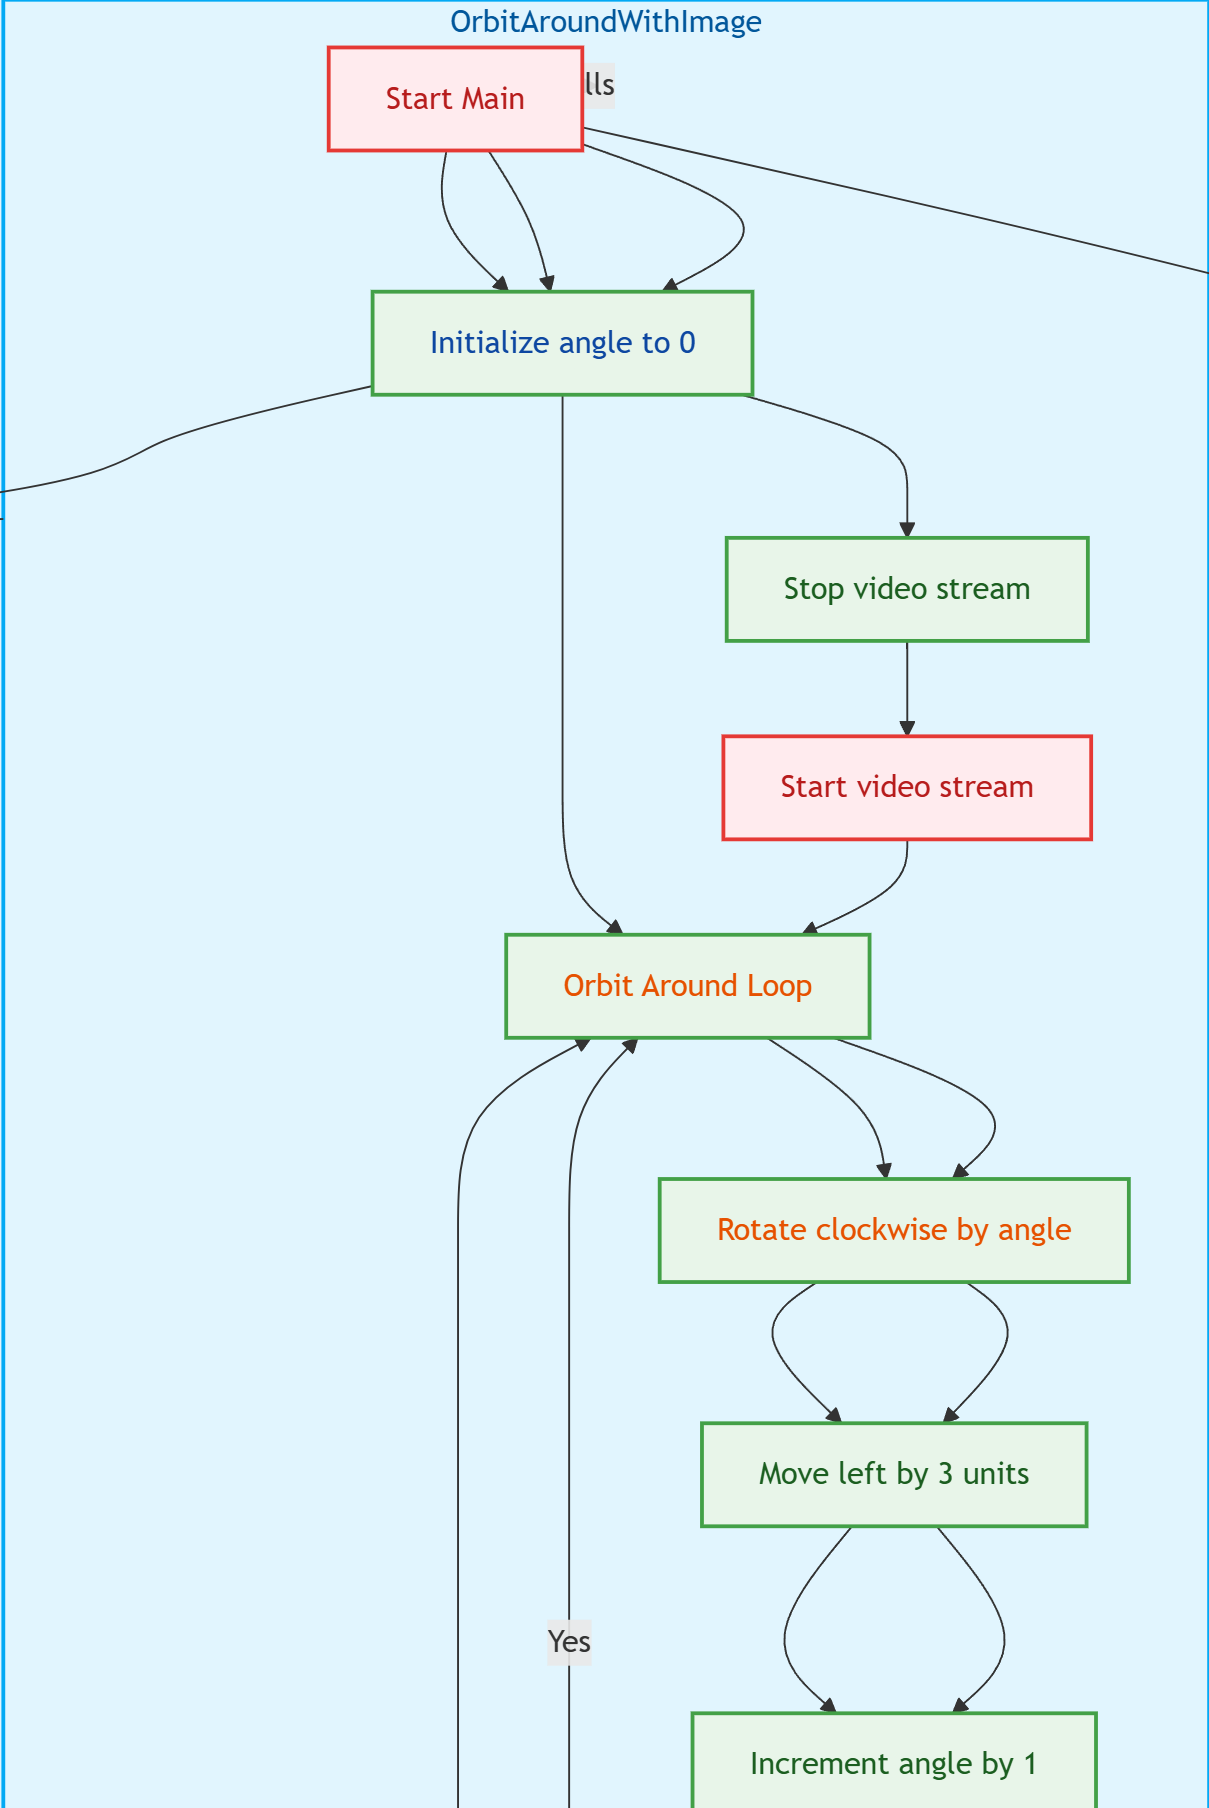 OrbitAroundWithImage
Start Main
lls
Initialize angle to 0
Stop video stream
Start video stream
Orbit Around Loop
Rotate clockwise by angle
Move left by 3 units
Yes
Increment angle by 1